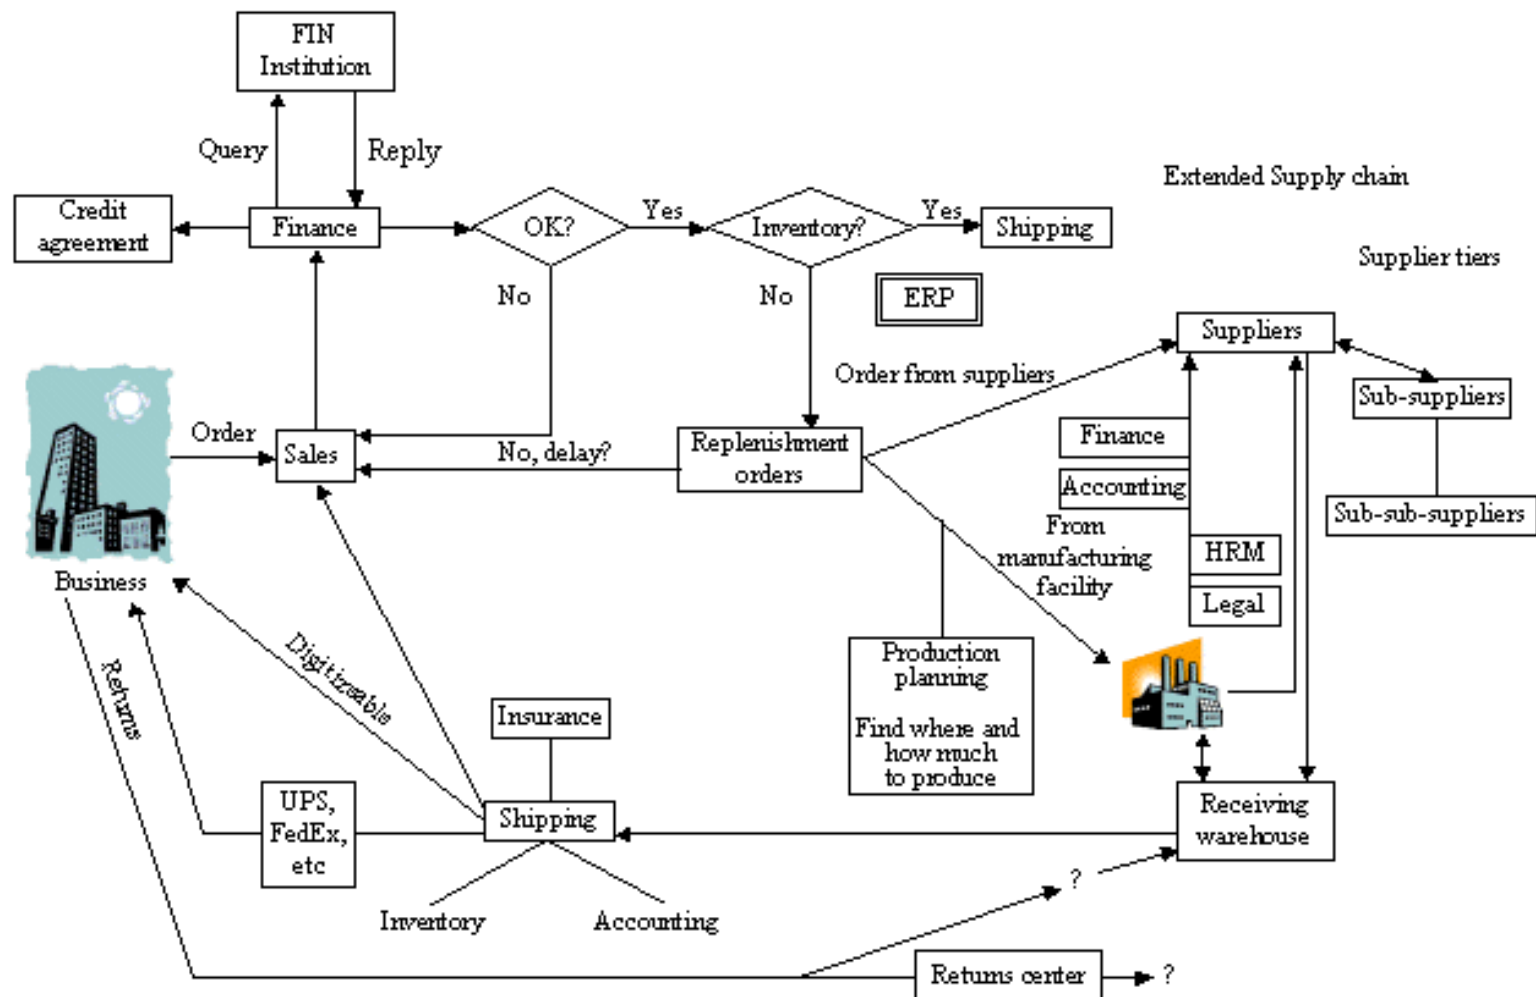 FIN
Institution
Query
Reply
Extended Supply chain
Credit
agreement
Finance
OK?
Yes
Inventory?
Yes
Shipping
Supplier tiers
No
No
ERP
Suppliers
Order from suppliers
Sub-suppliers
Order
Sales
No, delay?
Replenishment
orders
Finance
Accounting
Sub-sub-suppliers
From
manufacturing
facility
HRM
Legal
Business
Digitizeable
Returns
Production
planning
Find where and
how much
to produce
Insurance
UPS,
FedEx,
etc
Shipping
Receiving
warehouse
?
Inventory
Accounting
Returns center
?